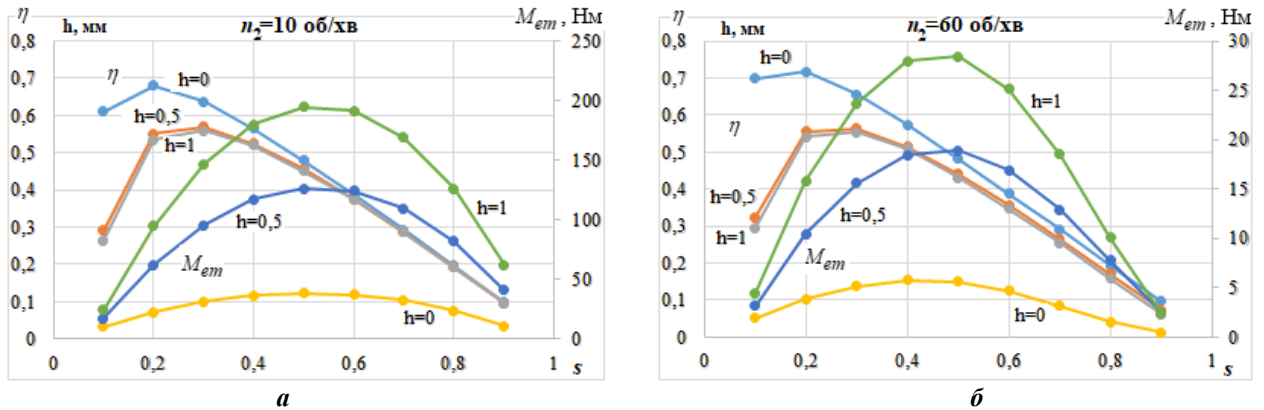 η h, мм n₂=10 об/хв Mem , Нм
0,8 250
0,7 η h=0 200
0,6 h=0,5
0,5 h=1 150
0,4 h=1
0,3 h=0,5 100
0,2 Mem 50
0,1 h=0
0 0
0 0,2 0,4 0,6 0,8 1 s
а
η h, мм n₂=60 об/хв Mem , Нм
0,8 30
0,7 h=0 25
0,6 h=1
0,5 η 20
0,4 h=0,5 15
0,3 h=1 h=0,5 10
0,2 Mem
0,1 h=0 5
0 0
0 0,2 0,4 0,6 0,8 1 s
б